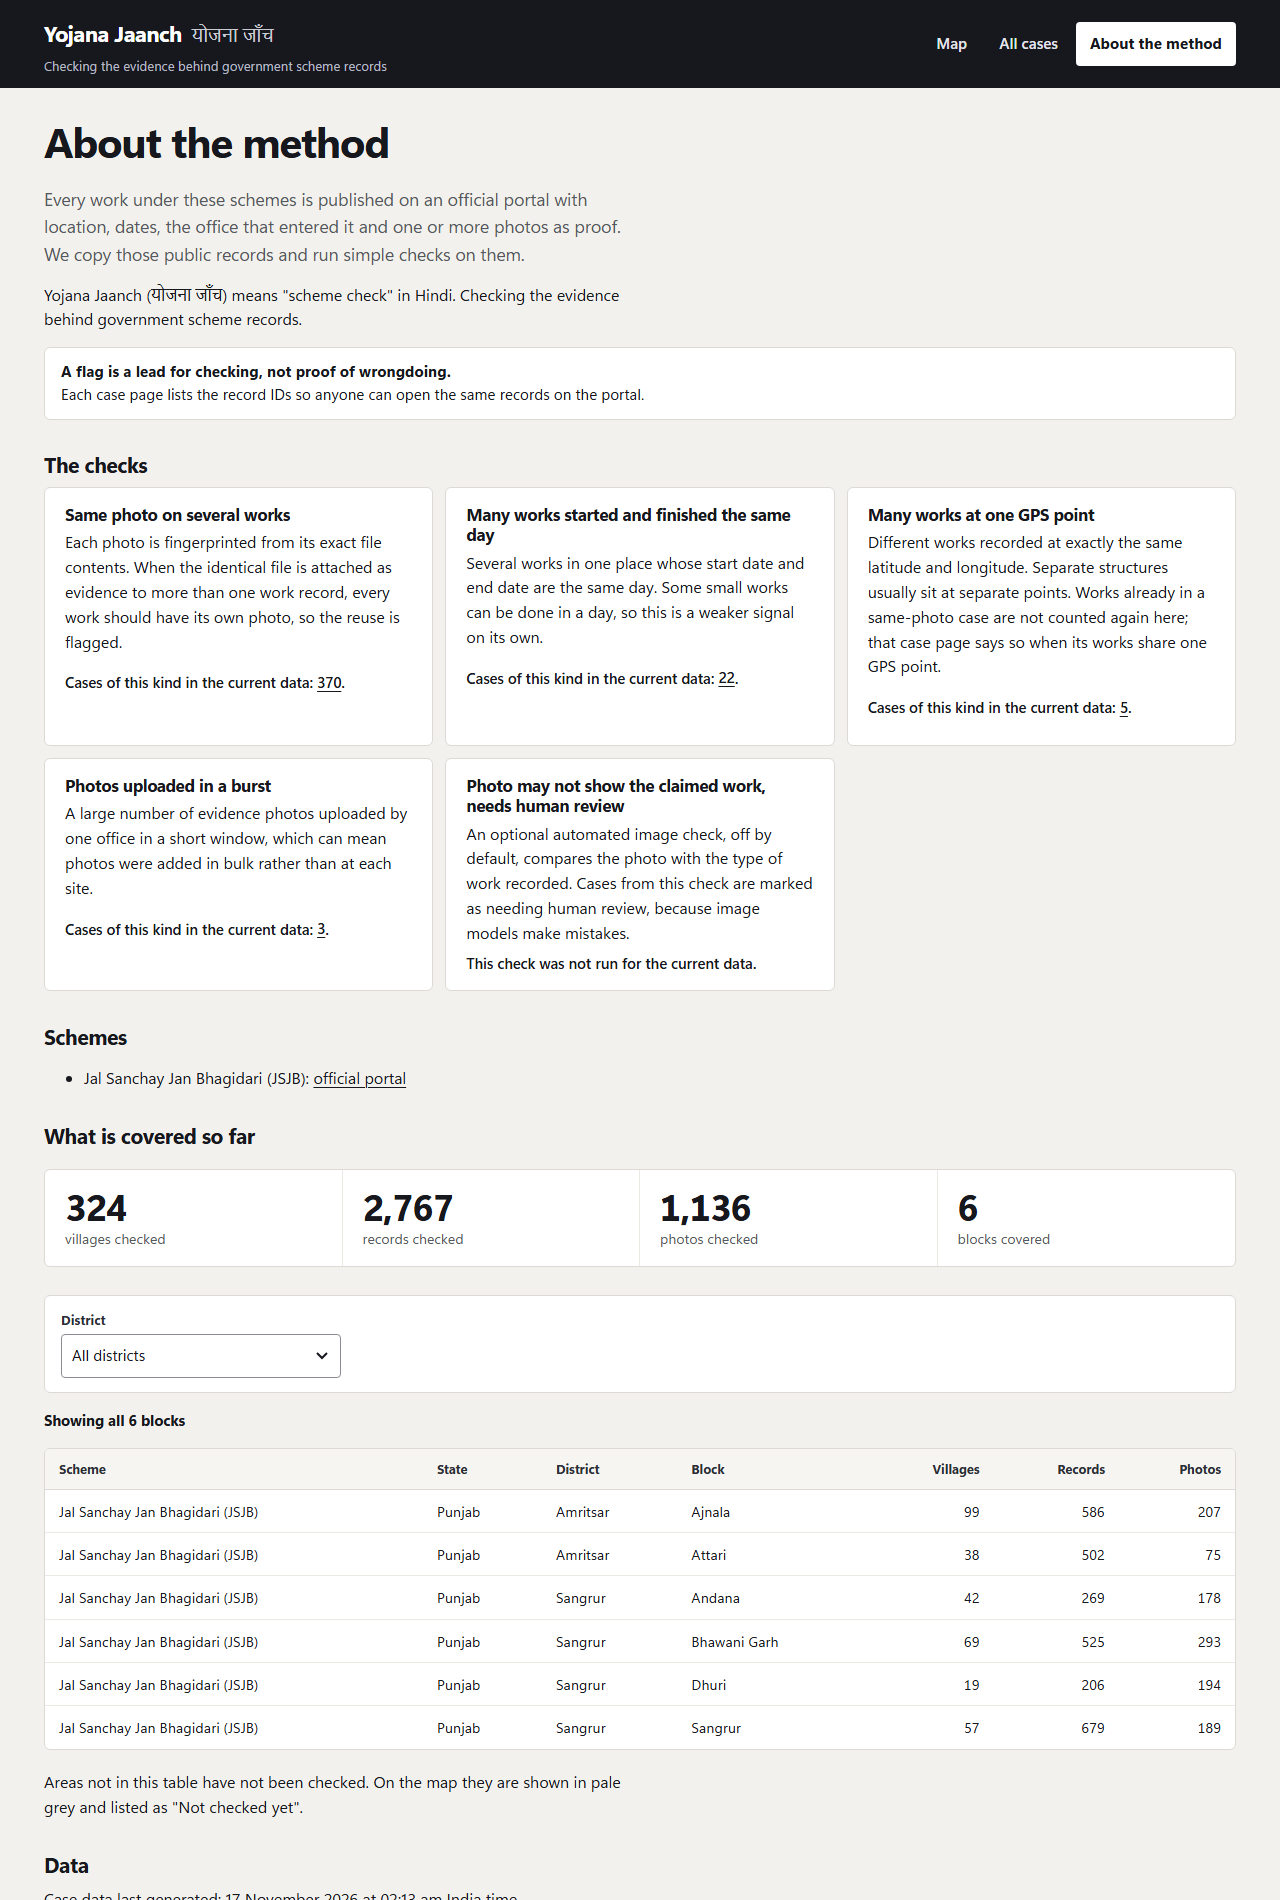 Yojana Jaanch योजना जाँच
Checking the evidence behind government scheme records
Map
All cases
About the method
About the method
Every work under these schemes is published on an official portal with
location, dates, the office that entered it and one or more photos as proof.
We copy those public records and run simple checks on them.
Yojana Jaanch (योजना जाँच) means "scheme check" in Hindi. Checking the evidence
behind government scheme records.
A flag is a lead for checking, not proof of wrongdoing.
Each case page lists the record IDs so anyone can open the same records on the portal.
The checks
Same photo on several works
Each photo is fingerprinted from its exact file
contents. When the identical file is attached as
evidence to more than one work record, every
work should have its own photo, so the reuse is
flagged.
Cases of this kind in the current data: 370.
Many works started and finished the same
day
Several works in one place whose start date and
end date are the same day. Some small works
can be done in a day, so this is a weaker signal
on its own.
Cases of this kind in the current data: 22.
Many works at one GPS point
Different works recorded at exactly the same
latitude and longitude. Separate structures
usually sit at separate points. Works already in a
same-photo case are not counted again here;
that case page says so when its works share one
GPS point.
Cases of this kind in the current data: 5.
Photos uploaded in a burst
A large number of evidence photos uploaded by
one office in a short window, which can mean
photos were added in bulk rather than at each
site.
Cases of this kind in the current data: 3.
Photo may not show the claimed work,
needs human review
An optional automated image check, off by
default, compares the photo with the type of
work recorded. Cases from this check are marked
as needing human review, because image
models make mistakes.
This check was not run for the current data.
Schemes
• Jal Sanchay Jan Bhagidari (JSJB): official portal
What is covered so far
324
villages checked
2,767
records checked
1,136
photos checked
6
blocks covered
District
All districts
Showing all 6 blocks
Scheme State District Block Villages Records Photos
Jal Sanchay Jan Bhagidari (JSJB) Punjab Amritsar Ajnala 99 586 207
Jal Sanchay Jan Bhagidari (JSJB) Punjab Amritsar Attari 38 502 75
Jal Sanchay Jan Bhagidari (JSJB) Punjab Sangrur Andana 42 269 178
Jal Sanchay Jan Bhagidari (JSJB) Punjab Sangrur Bhawani Garh 69 525 293
Jal Sanchay Jan Bhagidari (JSJB) Punjab Sangrur Dhuri 19 206 194
Jal Sanchay Jan Bhagidari (JSJB) Punjab Sangrur Sangrur 57 679 189
Areas not in this table have not been checked. On the map they are shown in pale
grey and listed as "Not checked yet".
Data
Case data last generated: 17 November 2026 at 02:13 am India time